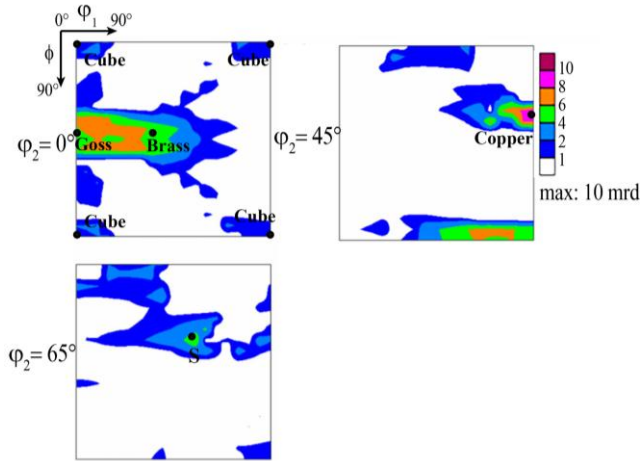 0° φ₁ 90°
ϕ
90°
Cube Cube
φ₂= 0°
Goss Brass
Cube Cube
φ₂= 45°
Copper
10
8
6
4
2
1
max: 10 mrd
φ₂= 65°
S